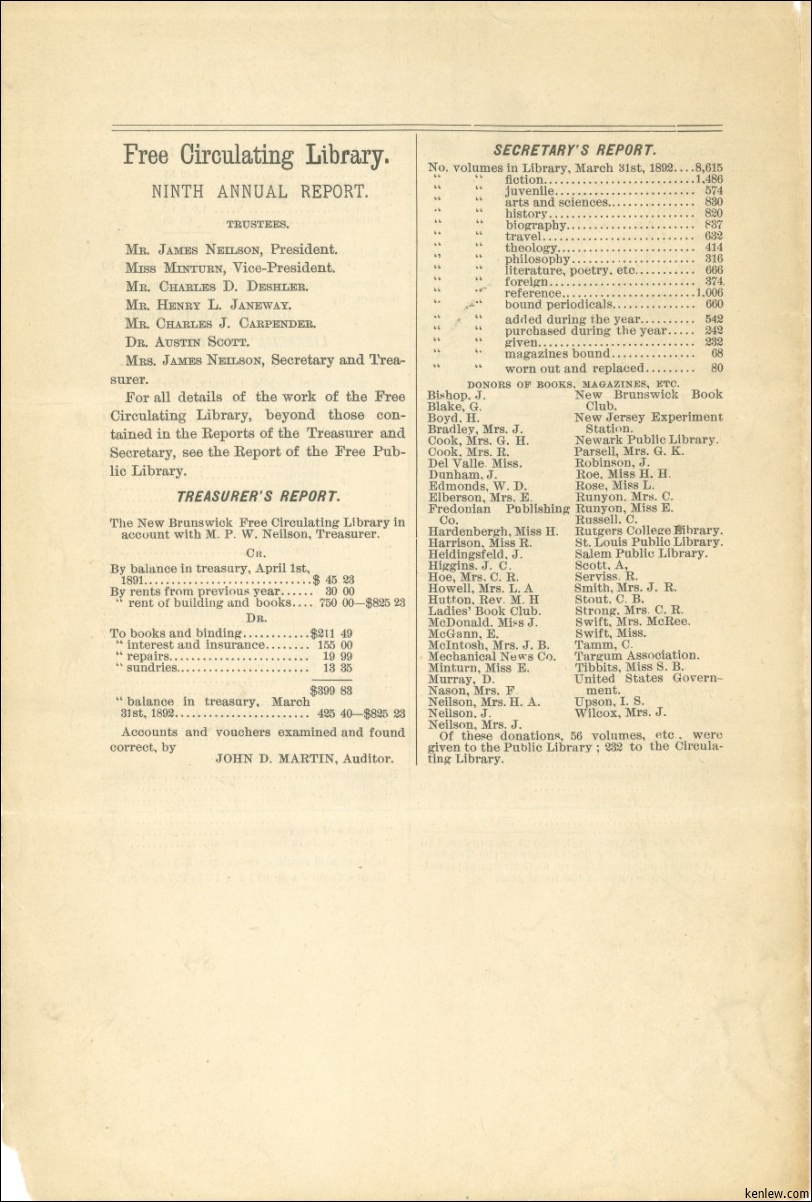 Free Circulating Library.
NINTH ANNUAL REPORT.
TRUSTEES.
MR. JAMES NEILSON, President.
MISS MINTURN, Vice-President.
MR. CHARLES D. DESHLER.
MR. HENRY L. JANEWAY.
MR. CHARLES J. CARPENDER.
DR. AUSTIN SCOTT.
MRS. JAMES NEILSON, Secretary and Trea-
surer.
For all details of the work of the Free
Circulating Library, beyond those con-
tained in the Reports of the Treasurer and
Secretary, see the Report of the Free Pub-
lic Library.
TREASURER'S REPORT.
The New Brunswick Free Circulating Library in
account with M. P. W. Neilson, Treasurer.
CR.
By balance in treasury, April 1st,
1891........................$ 45 23
By rents from previous year...... 30 00
" rent of building and books.... 750 00—$825 23
DR.
To books and binding............$211 49
" interest and insurance........ 155 00
" repairs........................ 19 99
" sundries....................... 13 35
$399 83
" balance in treasury, March
31st, 1892....................... 425 40—$825 23
Accounts and vouchers examined and found
correct, by
JOHN D. MARTIN, Auditor.
SECRETARY'S REPORT.
No. volumes in Library, March 31st, 1892....8,615
" " fiction..........................1,486
" " juvenile........................ 574
" " arts and sciences............... 830
" " history......................... 820
" " biography....................... 837
" " travel.......................... 632
" " theology........................ 414
" " philosophy...................... 316
" " literature, poetry, etc.......... 666
" " foreign......................... 374
" " reference.......................1,006
" " bound periodicals.............. 660
" " added during the year.......... 542
" " purchased during the year..... 242
" " given........................... 232
" " magazines bound............... 68
" " worn out and replaced......... 80
DONORS OF BOOKS, MAGAZINES, ETC.
Bishop, J.
Blake, G.
Boyd, H.
Bradley, Mrs. J.
Cook, Mrs. G. H.
Cook, Mrs. R.
Del Valle. Miss.
Dunham, J.
Edmonds, W. D.
Elberson, Mrs. E.
Fredonian Publishing
Co.
Hardenbergh, Miss H.
Harrison, Miss R.
Heidingsfeld, J.
Higgins, J. C.
Hoe, Mrs. C. R.
Howell, Mrs. L. A
Hutton, Rev. M. H
Ladies' Book Club.
McDonald, Miss J.
McGann, E.
McIntosh, Mrs. J. B.
Mechanical News Co.
Minturn, Miss E.
Murray, D.
Nason, Mrs. F.
Neilson, Mrs. H. A.
Neilson, J.
Neilson, Mrs. J.
New Brunswick Book
Club.
New Jersey Experiment
Station.
Newark Public Library.
Parsell, Mrs. G. K.
Robinson, J.
Roe, Miss H. H.
Rose, Miss L.
Runyon, Mrs. C.
Runyon, Miss E.
Russell, C.
Rutgers College Library.
St. Louis Public Library.
Salem Public Library.
Scott, A,
Serviss, R.
Smith, Mrs. J. R.
Stout, C. B.
Strong, Mrs. C. R.
Swift, Mrs. McRee.
Swift, Miss.
Tamm, C.
Targum Association.
Tibbits, Miss S. B.
United States Govern-
ment.
Upson, I. S.
Wilcox, Mrs. J.
Of these donations, 56 volumes, etc., were
given to the Public Library ; 232 to the Circula-
ting Library.
kenlew.com